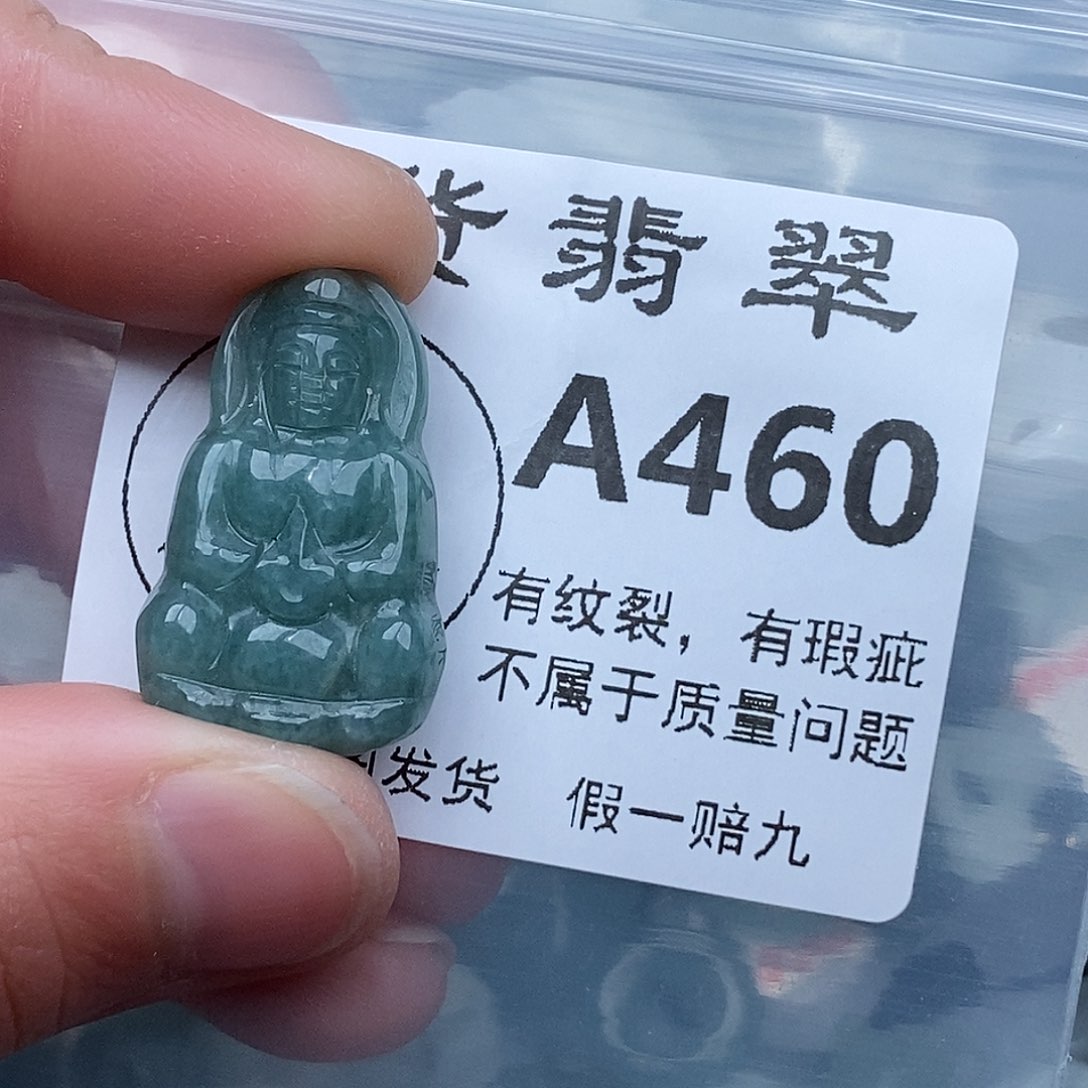 货翡翠
A460
有纹裂，有瑕疵
不属于质量问题
发货 假一赔九